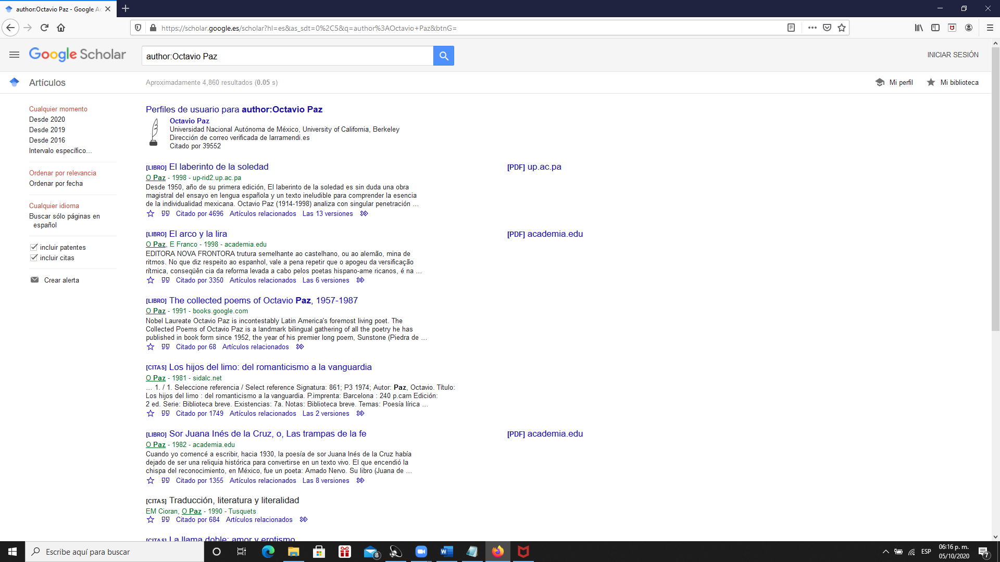 author:Octavio Paz - Google Ac
https://scholar.google.es/scholar?hl=es&as_sdt=0%2C5&q=author%3AOctavio+Paz&btnG=
Google Scholar
author:Octavio Paz
INICIAR SESIÓN
Artículos
Aproximadamente 4,860 resultados (0.05 s)
Mi perfil
Mi biblioteca
Cualquier momento
Desde 2020
Desde 2019
Desde 2016
Intervalo específico...
Ordenar por relevancia
Ordenar por fecha
Cualquier idioma
Buscar sólo páginas en
español
incluir patentes
incluir citas
Crear alerta
Perfiles de usuario para author:Octavio Paz
Octavio Paz
Universidad Nacional Autónoma de México, University of California, Berkeley
Dirección de correo verificada de larramendi.es
Citado por 39552
[LIBRO] El laberinto de la soledad
[PDF] up.ac.pa
O Paz - 1998 - up-rid2.up.ac.pa
Desde 1950, año de su primera edición, El laberinto de la soledad es sin duda una obra
magistral del ensayo en lengua española y un texto ineludible para comprender la esencia
de la individualidad mexicana. Octavio Paz (1914-1998) analiza con singular penetración ...
Citado por 4696 Artículos relacionados Las 13 versiones
[LIBRO] El arco y la lira
[PDF] academia.edu
O Paz, E Franco - 1998 - academia.edu
EDITORA NOVA FRONTORA trutura semelhante ao castelhano, ou ao alemão, mina de
ritmos. No que diz respeito ao espanhol, vale a pena repetir que o apogeu da versificação
rítmica, conseqüên cia da reforma levada a cabo pelos poetas hispano-ame ricanos, é na ...
Citado por 3350 Artículos relacionados Las 6 versiones
[LIBRO] The collected poems of Octavio Paz, 1957-1987
O Paz - 1991 - books.google.com
Nobel Laureate Octavio Paz is incontestably Latin America's foremost living poet. The
Collected Poems of Octavio Paz is a landmark bilingual gathering of all the poetry he has
published in book form since 1952, the year of his premier long poem, Sunstone (Piedra de ...
Citado por 68 Artículos relacionados
[CITAS] Los hijos del limo: del romanticismo a la vanguardia
O Paz - 1981 - sidalc.net
... 1. / 1. Seleccione referencia / Select reference Signatura: 861; P3 1974; Autor: Paz, Octavio. Título:
Los hijos del limo : del romanticismo a la vanguardia. P.imprenta: Barcelona : 240 p.cam Edición:
2 ed. Serie: Biblioteca breve. Existencias: 7a. Notas: Biblioteca breve. Temas: Poesía lírica ...
Citado por 1749 Artículos relacionados Las 2 versiones
[LIBRO] Sor Juana Inés de la Cruz, o, Las trampas de la fe
[PDF] academia.edu
O Paz - 1982 - academia.edu
Cuando yo comencé a escribir, hacia 1930, la poesía de sor Juana Inés de la Cruz había
dejado de ser una reliquia histórica para convertirse en un texto vivo. El que encendió la
chispa del reconocimiento, en México, fue un poeta: Amado Nervo. Su libro (Juana de ...
Citado por 1355 Artículos relacionados Las 8 versiones
[CITAS] Traducción, literatura y literalidad
EM Cioran, O Paz - 1990 - Tusquets
Citado por 684 Artículos relacionados
[CITAS] La llama doble: amor y erotismo
Escribe aquí para buscar
8
ESP
06:16 p. m.
05/10/2020
7